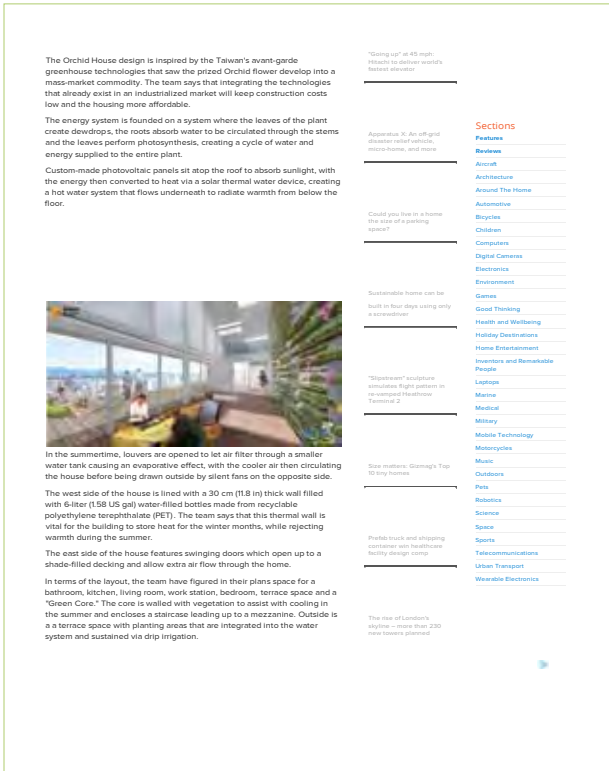 The Orchid House design is inspired by the Taiwan's avant-garde
greenhouse technologies that saw the prized Orchid flower develop into a
mass-market commodity. The team says that integrating the technologies
that already exist in an industrialized market will keep construction costs
low and the housing more affordable.
The energy system is founded on a system where the leaves of the plant
create dewdrops, the roots absorb water to be circulated through the stems
and the leaves perform photosynthesis, creating a cycle of water and
energy supplied to the entire plant.
Custom-made photovoltaic panels sit atop the roof to absorb sunlight, with
the energy then converted to heat via a solar thermal water device, creating
a hot water system that flows underneath to radiate warmth from below the
floor.
In the summertime, louvers are opened to let air filter through a smaller
water tank causing an evaporative effect, with the cooler air then circulating
the house before being drawn outside by silent fans on the opposite side.
The west side of the house is lined with a 30 cm (11.8 in) thick wall filled
with 6-liter (1.58 US gal) water-filled bottles made from recyclable
polyethylene terephthalate (PET). The team says that this thermal wall is
vital for the building to store heat for the winter months, while rejecting
warmth during the summer.
The east side of the house features swinging doors which open up to a
shade-filled decking and allow extra air flow through the home.
In terms of the layout, the team have figured in their plans space for a
bathroom, kitchen, living room, work station, bedroom, terrace space and a
"Green Core." The core is walled with vegetation to assist with cooling in
the summer and encloses a staircase leading up to a mezzanine. Outside is
a a terrace space with planting areas that are integrated into the water
system and sustained via drip irrigation.
"Going up" at 45 mph:
Hitachi to deliver world's
fastest elevator
Apparatus X: An off-grid
disaster relief vehicle,
micro-home, and more
Could you live in a home
the size of a parking
space?
Sustainable home can be
built in four days using only
a screwdriver
"Slipstream" sculpture
simulates flight pattern in
re-vamped Heathrow
Terminal 2
Size matters: Gizmag's Top
10 tiny homes
Prefab truck and shipping
container win healthcare
facility design comp
The rise of London's
skyline – more than 230
new towers planned
Sections
Features
Reviews
Aircraft
Architecture
Around The Home
Automotive
Bicycles
Children
Computers
Digital Cameras
Electronics
Environment
Games
Good Thinking
Health and Wellbeing
Holiday Destinations
Home Entertainment
Inventors and Remarkable
People
Laptops
Marine
Medical
Military
Mobile Technology
Motorcycles
Music
Outdoors
Pets
Robotics
Science
Space
Sports
Telecommunications
Urban Transport
Wearable Electronics